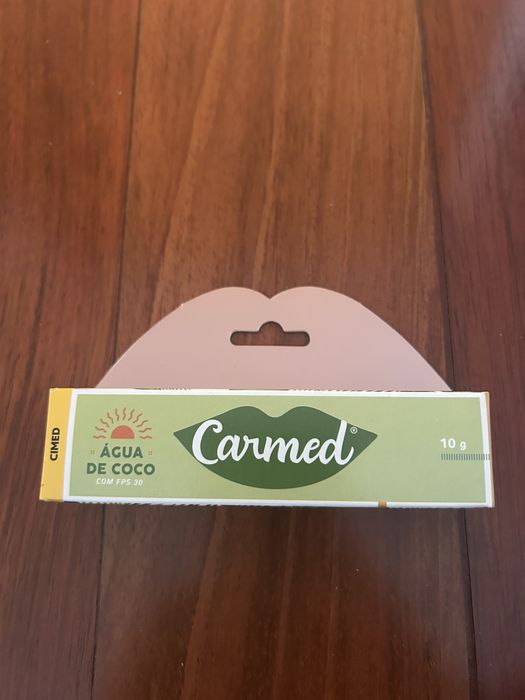 CIMED
ÁGUA
DE COCO
COM FPS 30
Carmed®
10 g